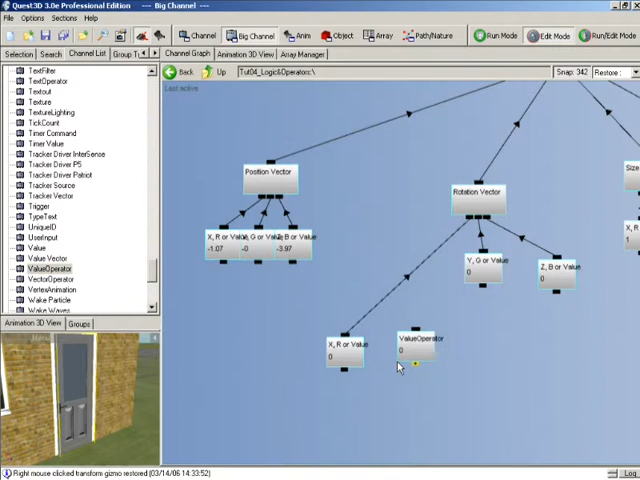 Quest3D 3.0e Professional Edition -- Big Channel
File Options Sections Help
Channel Big Channel Anim Object Array Path/Nature Run Mode Edit Mode Run/Edit Mode
Selection Search Channel List Group T Channel Graph Animation 3D View Array Manager
Back Up Tut04_Logic&Operators:\ Snap: 342 Restore :
Last active
TextFilter
TextOperator
Textout
Texture
TextureLighting
TickCount
Timer Command
Timer Value
Tracker Driver InterSense
Tracker Driver P5
Tracker Driver Patriot
Tracker Source
Tracker Vector
Trigger
TypeText
UniqueID
UserInput
Value
Value Vector
ValueOperator
VectorOperator
VertexAnimation
Wake Particle
Wake Waves
Animation 3D View Groups
Position Vector
X, R or Value
-1.07
-0
Z, B or Value
-3.97
Rotation Vector
Y, G or Value
0
Z, B or Value
0
Size
X, R
1
X, R or Value
0
ValueOperator
0
Right mouse clicked transform gizmo restored (03/14/06 14:33:52)
Log